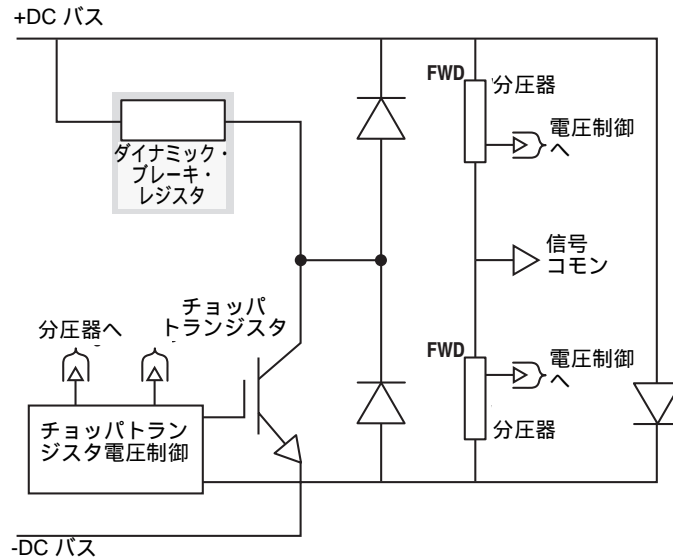 +DC バス
FWD
分圧器
電圧制御
へ
ダイナミック・
ブレーキ・
レジスタ
信号
コモン
チョッパ
トランジスタ
分圧器へ
FWD
電圧制御
へ
分圧器
チョッパトラン
ジスタ電圧制御
-DC バス